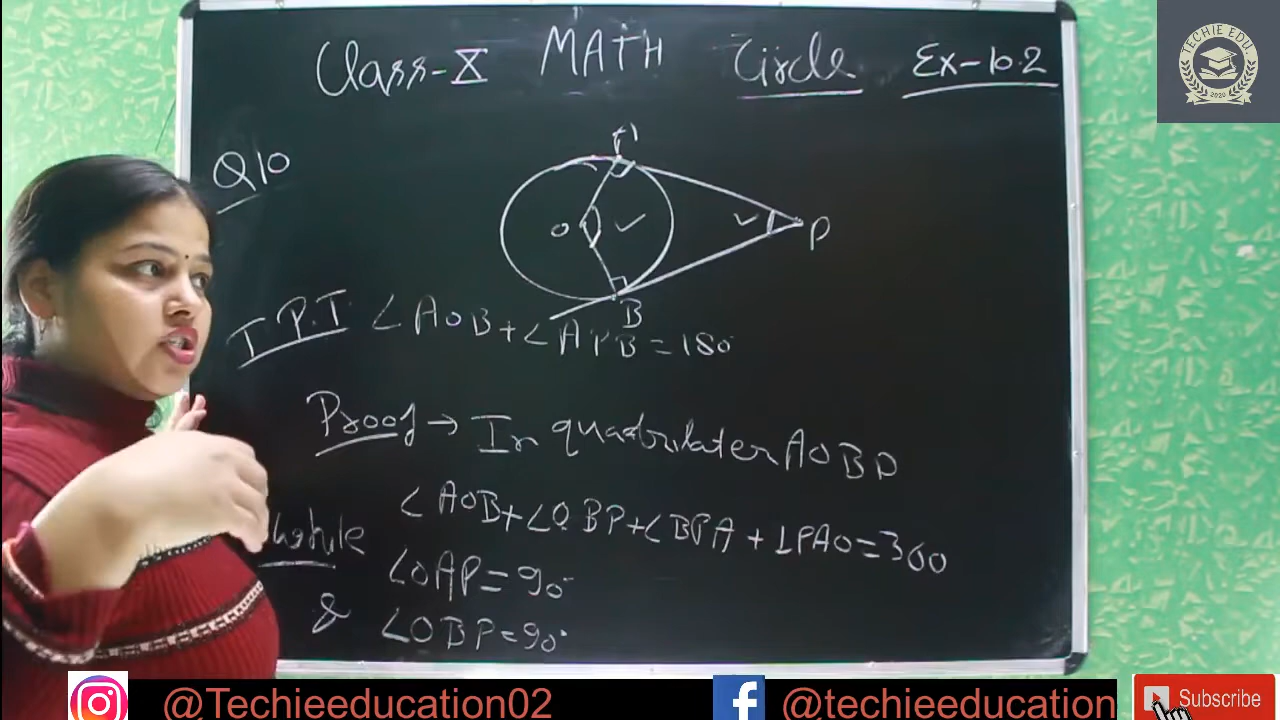 Class-X MATH Circle Ex-10.2
TECHIE EDU.
2020
Q10
A
O
P
B
T.P.T ∠AOB+∠APB=180°
Proof → In quadrilater AOBP
∠AOB+∠OBP+∠BPA+∠PAO=360
∠OAP=90°
& ∠OBP=90°
@Techieeducation02 @techieeducation Subscribe